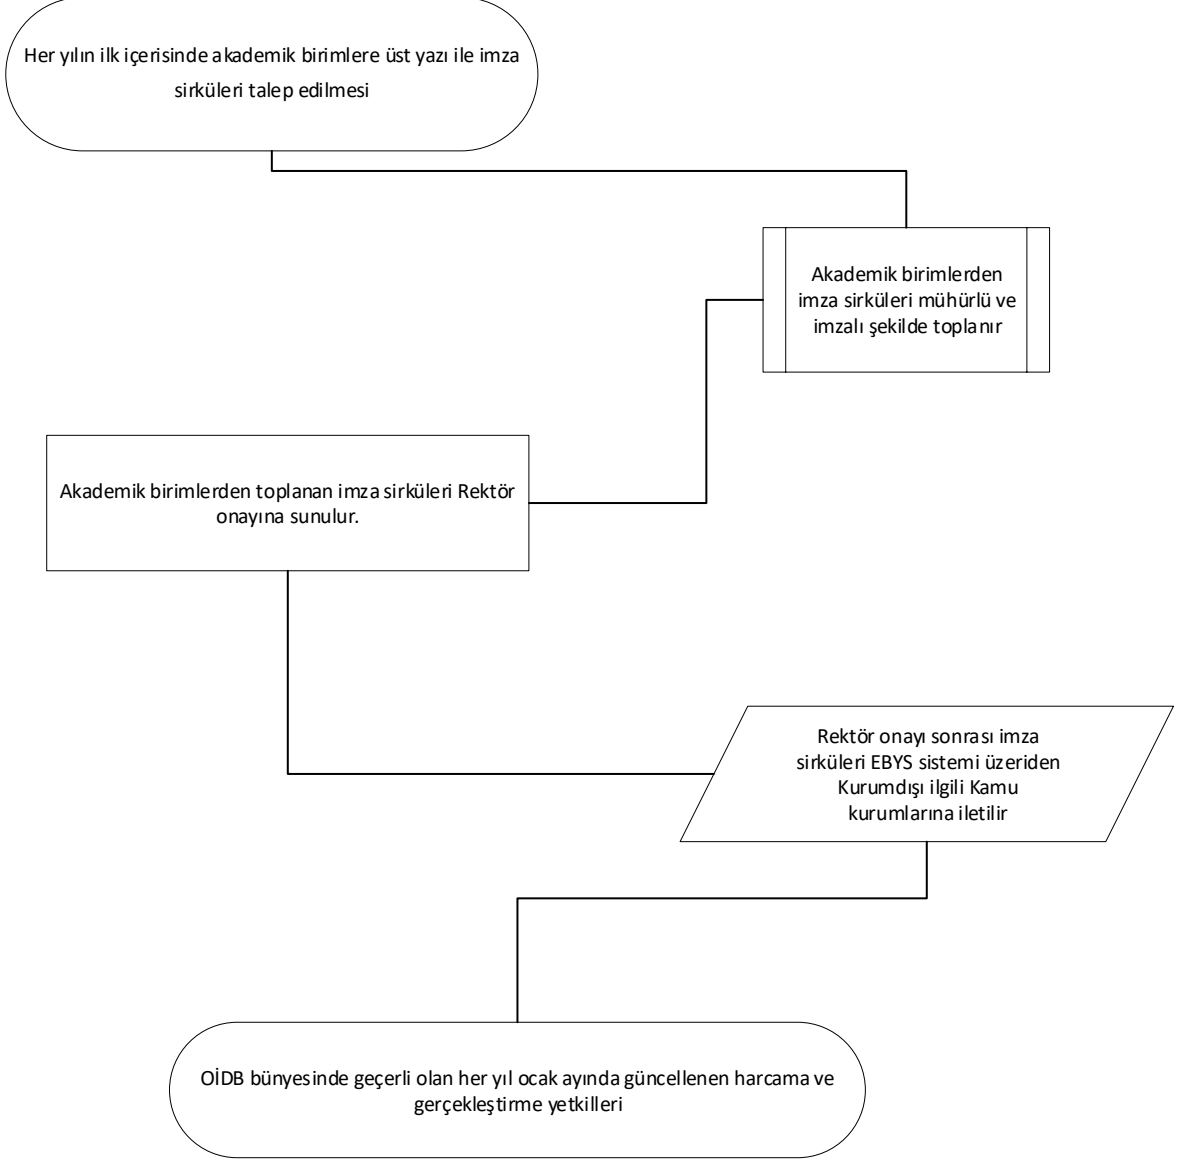 Her yılın ilk içerisinde akademik birimlere üst yazı ile imza
sirküleri talep edilmesi
Akademik birimlerden
imza sirküleri mühürlü ve
imzalı şekilde toplanır
Akademik birimlerden toplanan imza sirküleri Rektör
onayına sunulur.
Rektör onayı sonrası imza
sirküleri EBYS sistemi üzeriden
Kurumdışı ilgili Kamu
kurumlarına iletilir
OİDB bünyesinde geçerli olan her yıl ocak ayında güncellenen harcama ve
gerçekleştirme yetkilleri